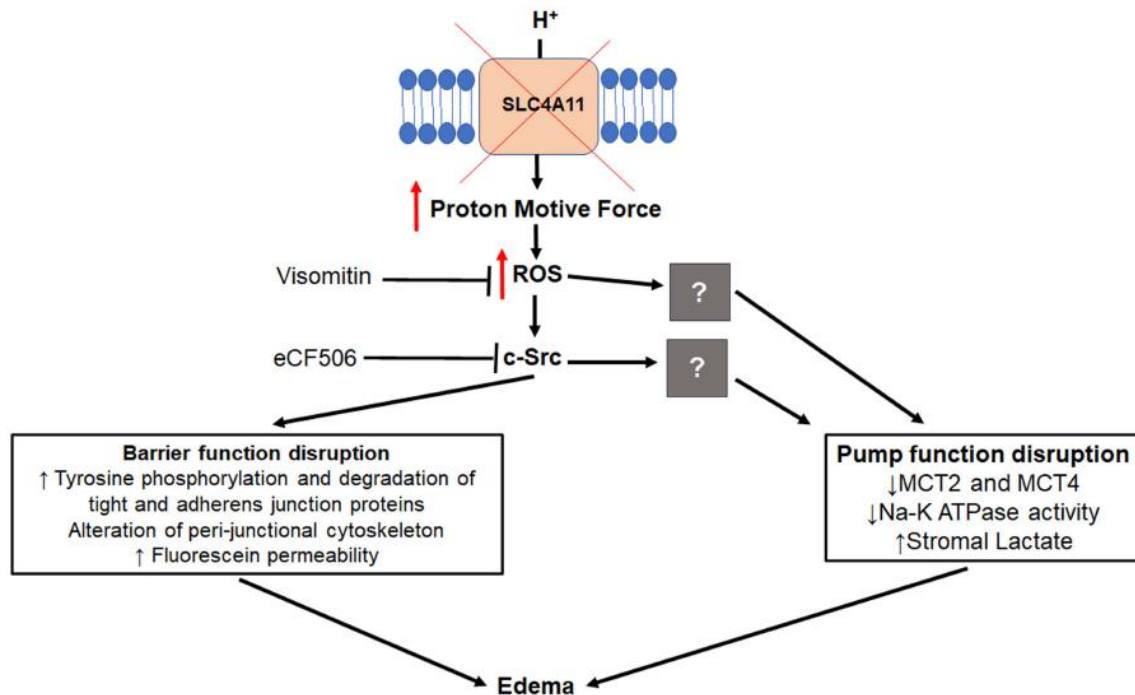 H+
SLC4A11
Proton Motive Force
Visomitin
ROS
?
eCF506
c-Src
?
Barrier function disruption
↑ Tyrosine phosphorylation and degradation of
tight and adherens junction proteins
Alteration of peri-junctional cytoskeleton
↑ Fluorescein permeability
Pump function disruption
↓MCT2 and MCT4
↓Na-K ATPase activity
↑Stromal Lactate
Edema